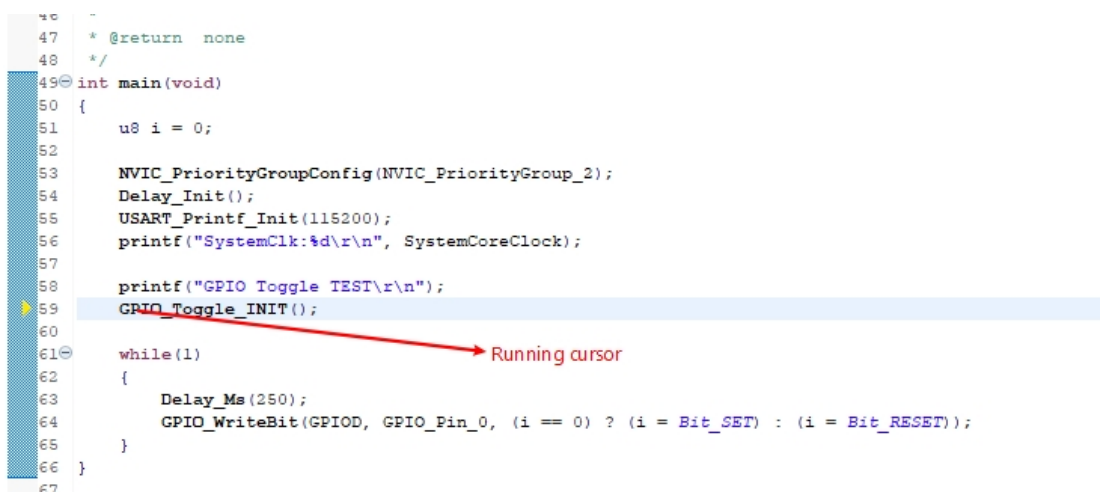 46 *
47 * @return  none
48 */
49 int main(void)
50 {
51     u8 i = 0;
52
53     NVIC_PriorityGroupConfig(NVIC_PriorityGroup_2);
54     Delay_Init();
55     USART_Printf_Init(115200);
56     printf("SystemClk:%d\r\n", SystemCoreClock);
57
58     printf("GPIO Toggle TEST\r\n");
59     GPIO_Toggle_INIT();
60
61     while(1)
Running cursor
62     {
63         Delay_Ms(250);
64         GPIO_WriteBit(GPIOD, GPIO_Pin_0, (i == 0) ? (i = Bit_SET) : (i = Bit_RESET));
65     }
66 }
67